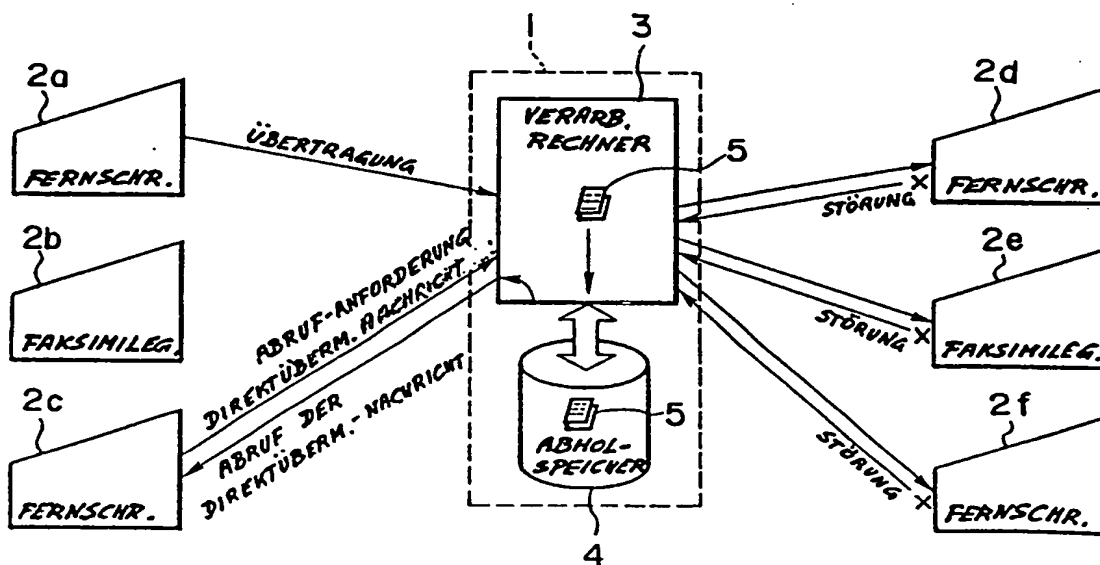 1
3
2a
2d
VERARB.
RECHNER
5
ÜBERTRAGUNG
FERNSCHR.
STÖRUNG
FERNSCHR.
2b
2e
ABRUF-ANFORDERUNG
DIREKTÜBERM. NACHRICHT
STÖRUNG
FAKSIMILEG.
FAKSIMILEG.
2c
ABRUF DER
DIREKTÜBERM.-NACHRICHT
5
2f
ABHOL-
SPEICHER
STÖRUNG
FERNSCHR.
FERNSCHR.
4